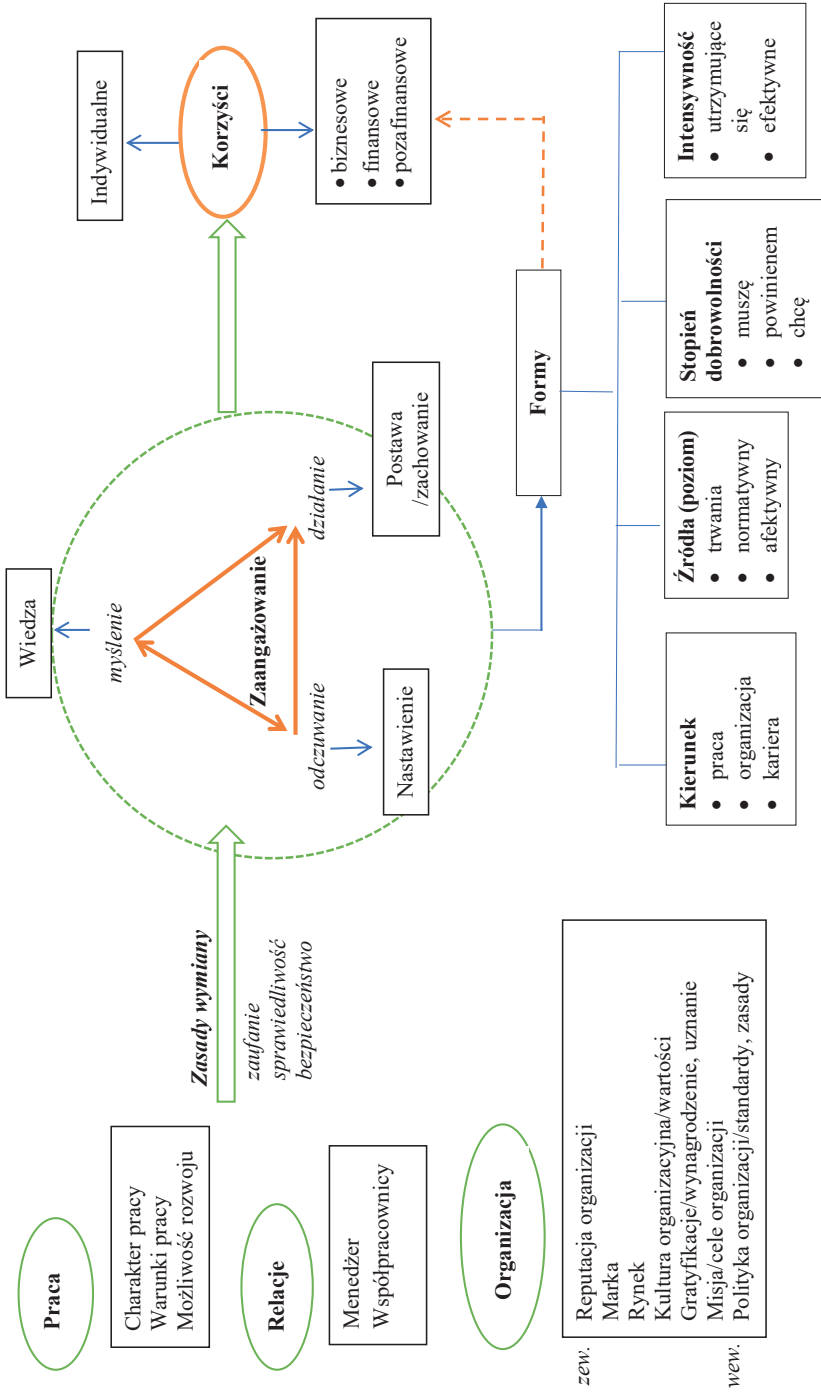 Praca
Charakter pracy
Warunki pracy
Możliwość rozwoju
Relacje
Menedżer
Współpracownicy
Organizacja
zew.
Reputacja organizacji
Marka
Rynek
Kultura organizacyjna/wartości
Gratyfikacje/wynagrodzenie, uznanie
Misja/cele organizacji
wew.
Polityka organizacji/standardy, zasady
Zasady wymiany
zaufanie
sprawiedliwość
bezpieczeństwo
Wiedza
myślenie
Zaangażowanie
odczuwanie
działanie
Nastawienie
Postawa
/zachowanie
Indywidualne
Korzyści
• biznesowe
• finansowe
• pozafinansowe
Formy
Kierunek
• praca
• organizacja
• kariera
Źródła (poziom)
• trwania
• normatywny
• afektywny
Stopień
dobrowolności
• muszę
• powinienem
• chcę
Intensywność
• utrzymujące
się
• efektywne